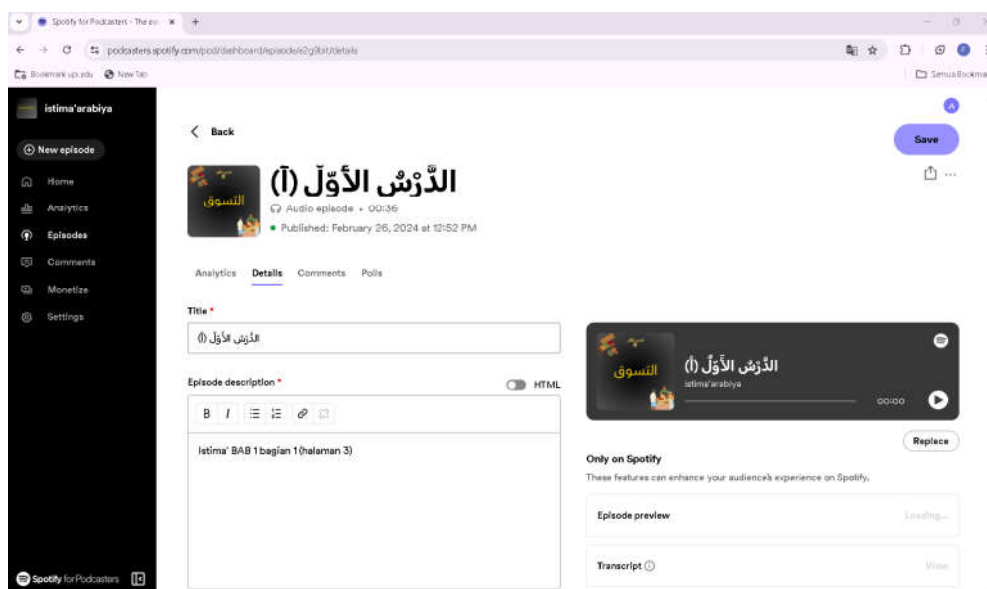 Spotify for Podcasters - The
podcasters.spotify.com/pod/dashboard/episode/e2g9bit/details
Bookmark upi.edu
New Tab
Semua Bookma
istima'arabiya
New episode
Home
Analytics
Episodes
Comments
Monetize
Settings
Spotify for Podcasters
A
Back
Save
التسوق
الدَّرْسُ الأَوّلَ (آ)
Audio episode • 00:36
Published: February 26, 2024 at 12:52 PM
Analytics Details Comments Polls
Title *
الدَّرْسُ الأَوّلَ (آ)
Episode description *
HTML
B I
Istima' BAB 1 bagian 1 (halaman 3)
التسوق
الدَّرْسُ الأَوّلَ (آ)
istima'arabiya
00:00
Replace
Only on Spotify
These features can enhance your audience's experience on Spotify.
Episode preview
Loading...
Transcript
View